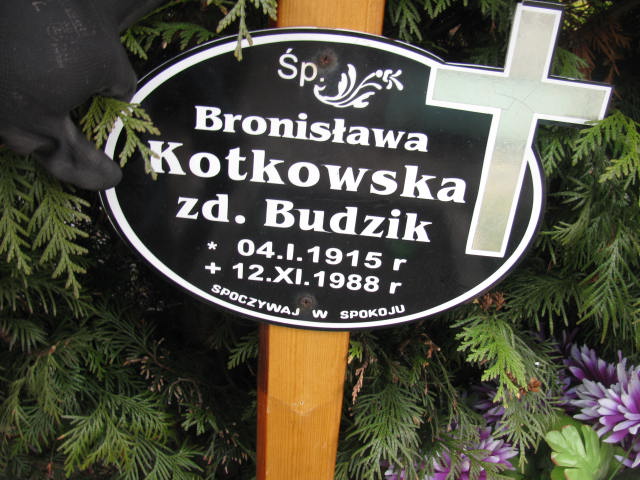 Śp.
Bronisława
Kotkowska
zd. Budzik
* 04.I.1915 r
+ 12.XI.1988 r
SPOCZYWAJ W SPOKOJU